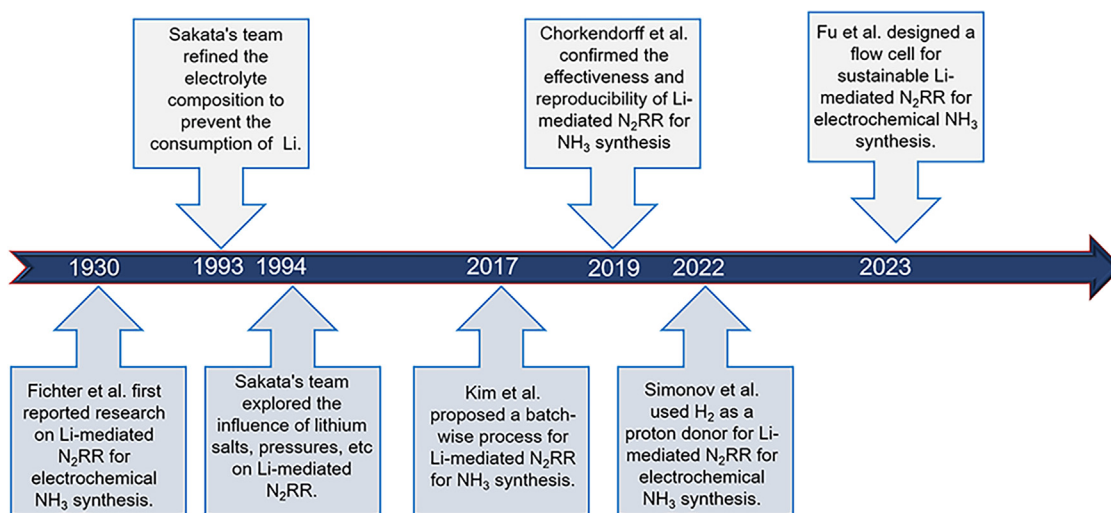 Sakata's team
refined the
electrolyte
composition to
prevent the
consumption of Li.
Chorkendorff et al.
confirmed the
effectiveness and
reproducibility of Li-
mediated N₂RR for
NH₃ synthesis
Fu et al. designed a
flow cell for
sustainable Li-
mediated N₂RR for
electrochemical NH₃
synthesis.
1930 1993 1994 2017 2019 2022 2023
Fichter et al. first
reported research
on Li-mediated
N₂RR for
electrochemical
NH₃ synthesis.
Sakata's team
explored the
influence of lithium
salts, pressures, etc
on Li-mediated
N₂RR.
Kim et al.
proposed a batch-
wise process for
Li-mediated N₂RR
for NH₃ synthesis.
Simonov et al.
used H₂ as a
proton donor for Li-
mediated N₂RR for
electrochemical
NH₃ synthesis.